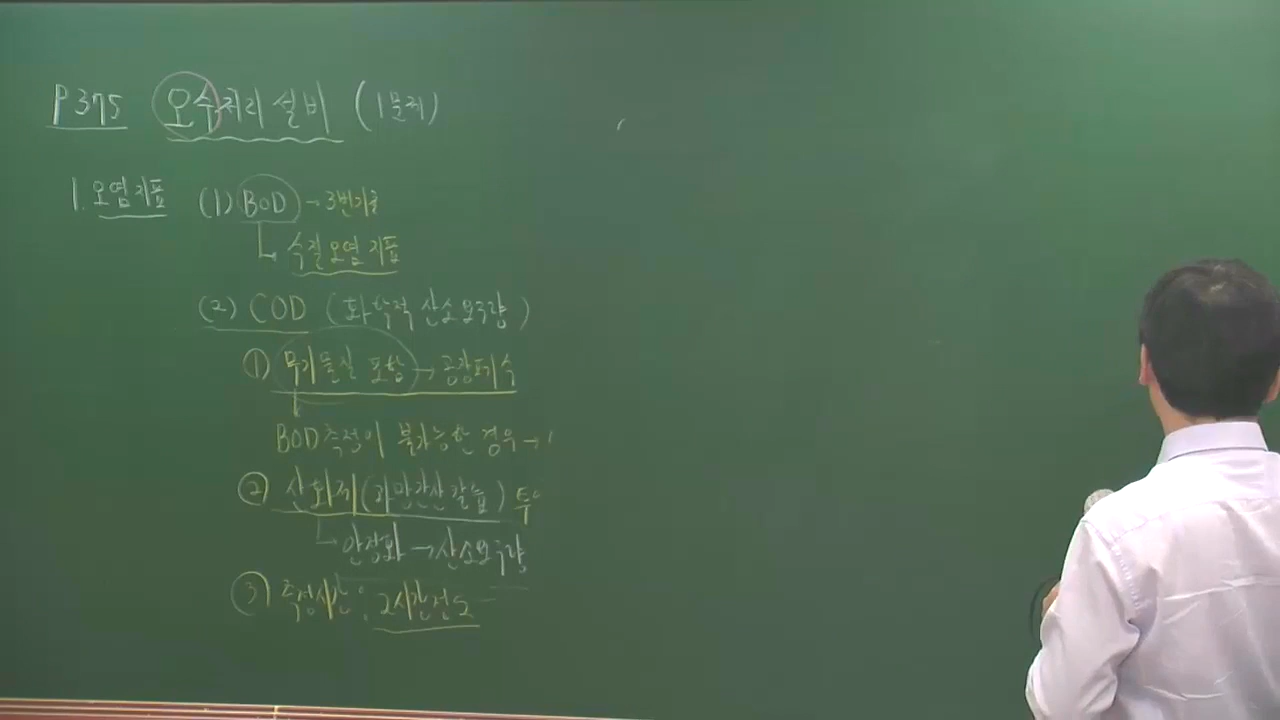 P375 오수처리설비 (1문제)
1. 오염지표 (1) BOD → 3번기출
수질오염지표
(2) COD (화학적 산소요구량)
① 무기물질 포함 → 공장폐수
BOD측정이 불가능한 경우 →
② 산화제(과망간산칼륨) 투
안정화 → 산소요구량
③ 측정시간 : 2시간정도